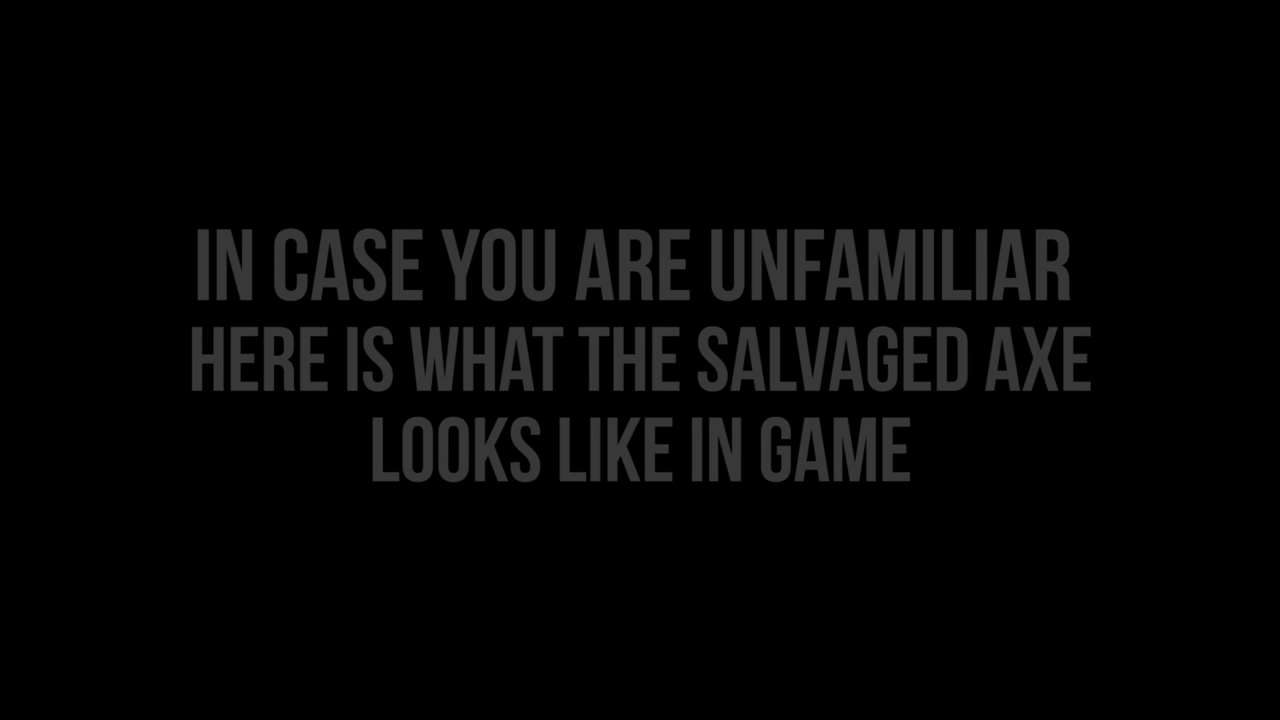 IN CASE YOU ARE UNFAMILIAR
HERE IS WHAT THE SALVAGED AXE
LOOKS LIKE IN GAME